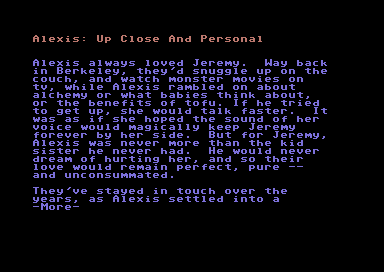 Alexis: Up Close And Personal
Alexis always loved Jeremy.  Way back
in Berkeley, they'd snuggle up on the
couch, and watch monster movies on
tv, while Alexis rambled on about
alchemy or what babies think about,
or the benefits of tofu. If he tried
to get up, she would talk faster.  It
was as if she hoped the sound of her
voice would magically keep Jeremy
forever by her side.  But for Jeremy,
Alexis was never more than the kid
sister he never had.  He would never
dream of hurting her, and so their
love would remain perfect, pure --
and unconsummated.
They've stayed in touch over the
years, as Alexis settled into a
-More-